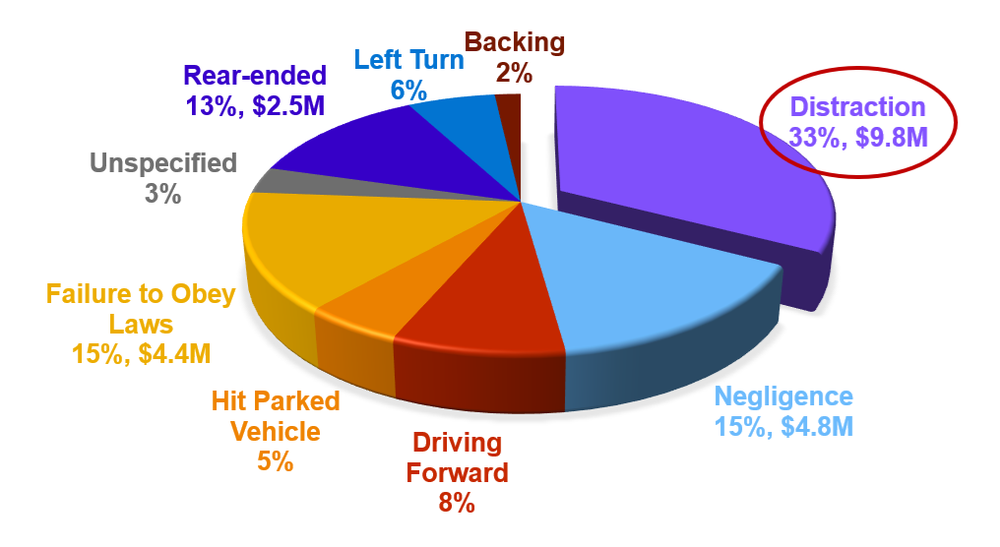 Backing
2%
Left Turn
6%
Rear-ended
13%, $2.5M
Distraction
33%, $9.8M
Unspecified
3%
Failure to Obey
Laws
15%, $4.4M
Hit Parked
Vehicle
5%
Driving
Forward
8%
Negligence
15%, $4.8M